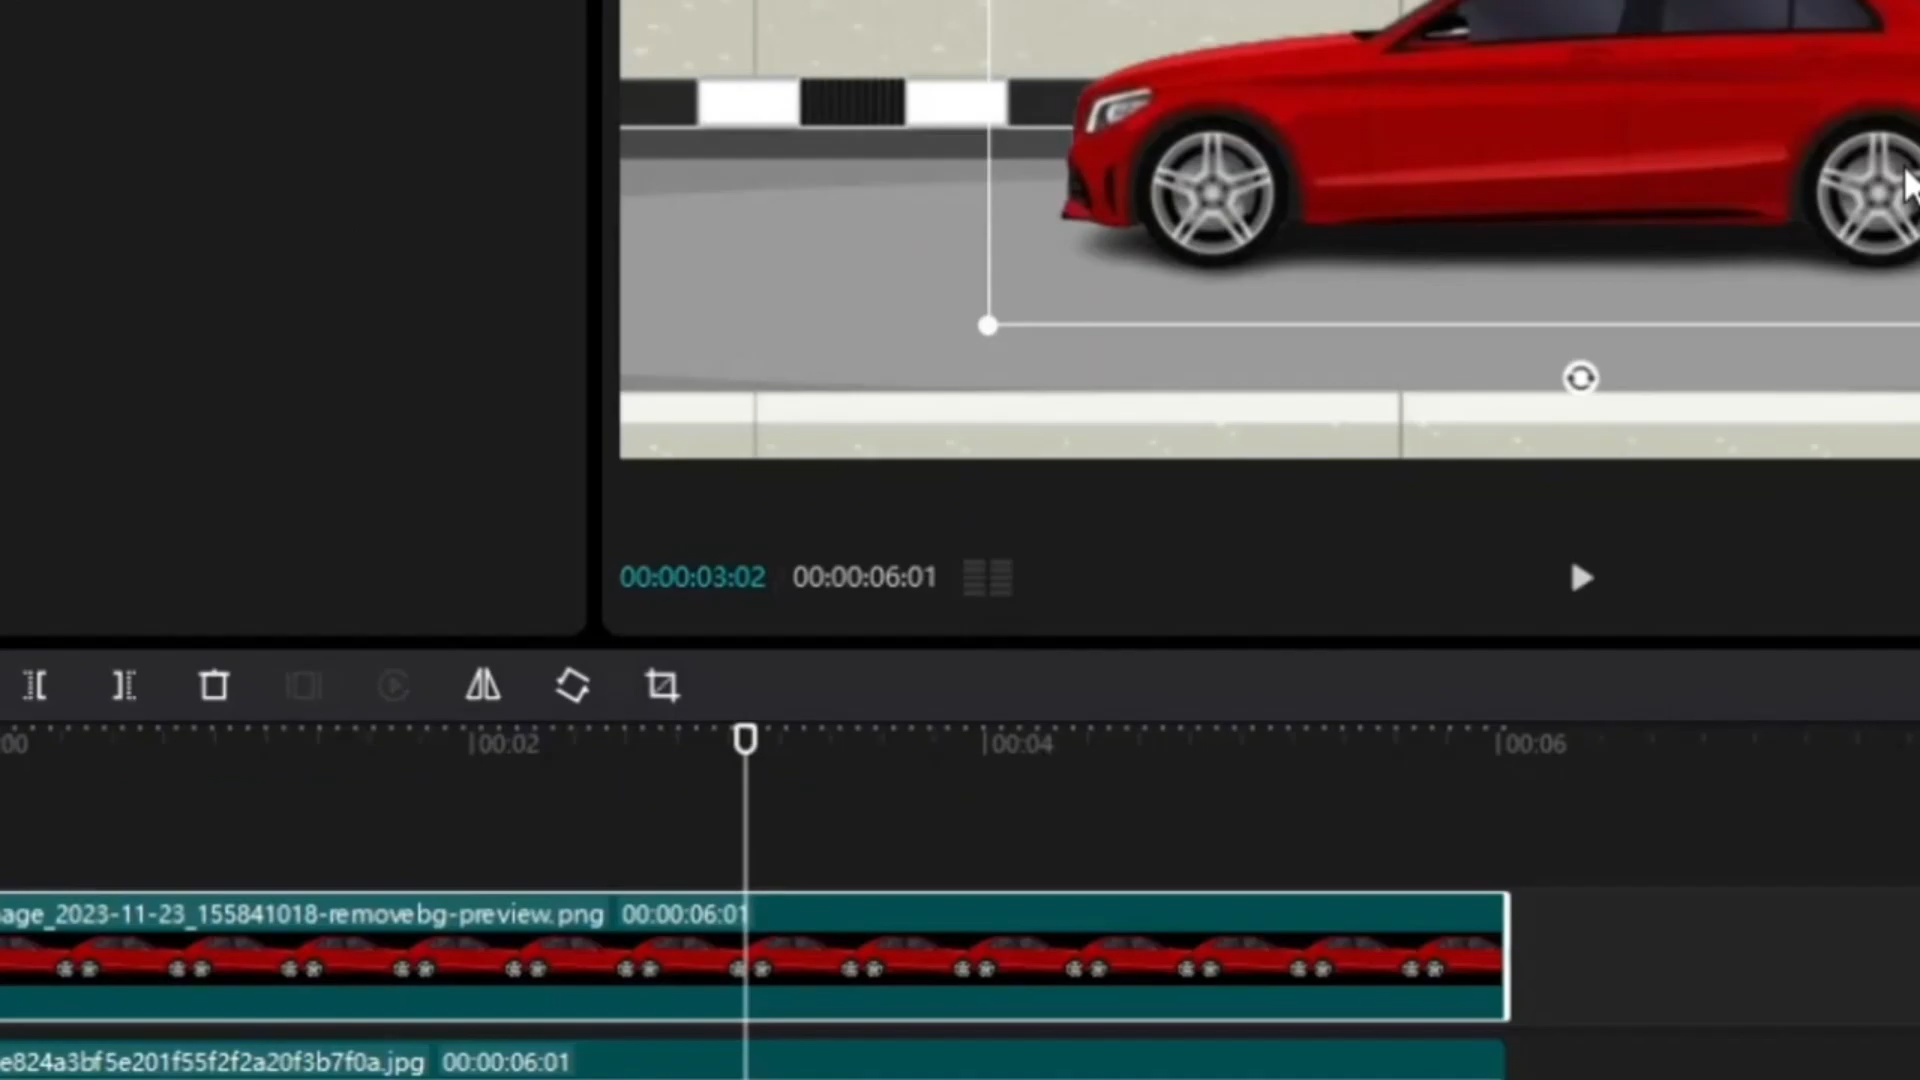 00:00:03:02 00:00:06:01
00 00:02 00:04 00:06
age_2023-11-23_155841018-removebg-preview.png 00:00:06:01
e824a3bf5e201f55f2f2a20f3b7f0a.jpg 00:00:06:01